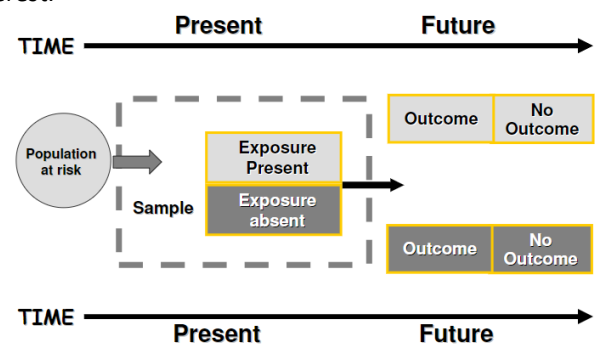 Present Future
TIME
Outcome No
Outcome
Population
at risk
Exposure
Present
Sample
Exposure
absent
Outcome No
Outcome
TIME
Present Future